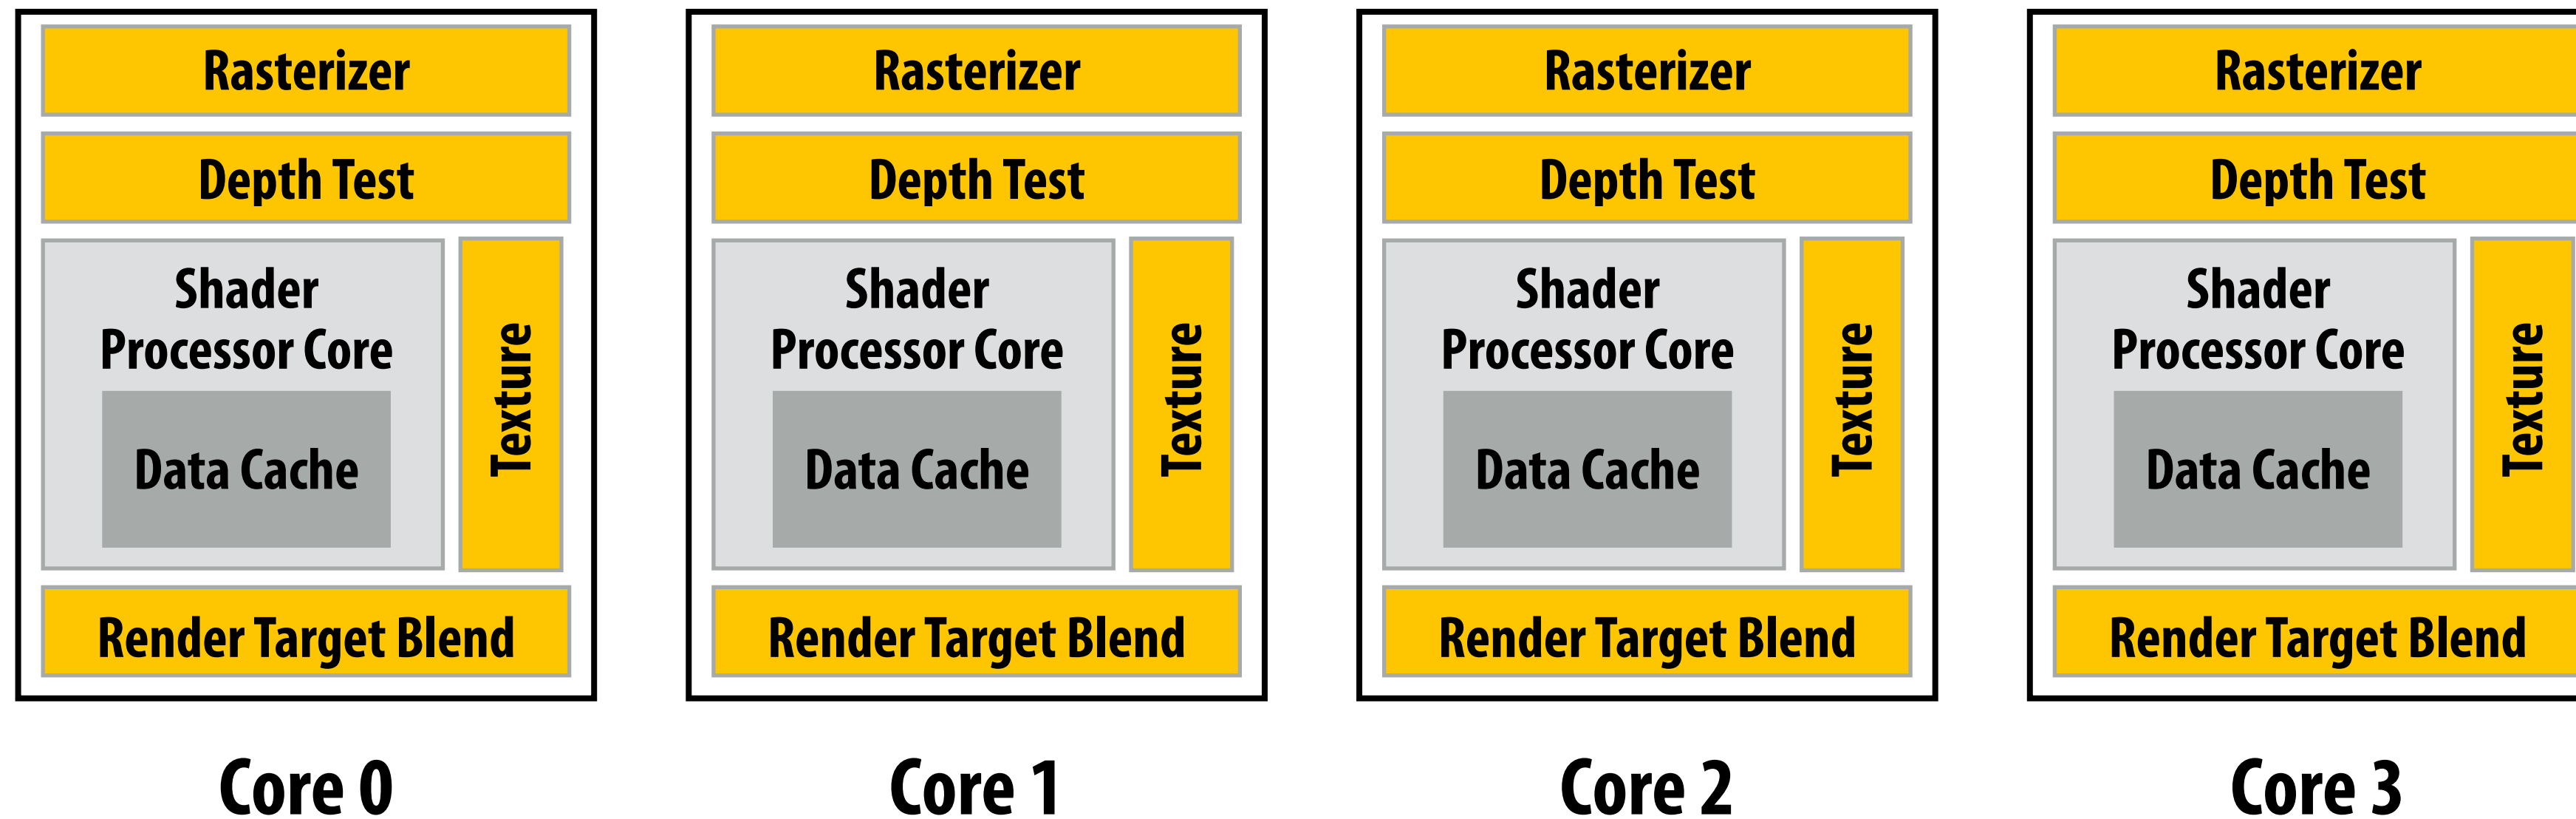 Rasterizer
Depth Test
Shader
Processor Core
Data Cache
Texture
Render Target Blend
Core 0
Rasterizer
Depth Test
Shader
Processor Core
Data Cache
Texture
Render Target Blend
Core 1
Rasterizer
Depth Test
Shader
Processor Core
Data Cache
Texture
Render Target Blend
Core 2
Rasterizer
Depth Test
Shader
Processor Core
Data Cache
Texture
Render Target Blend
Core 3